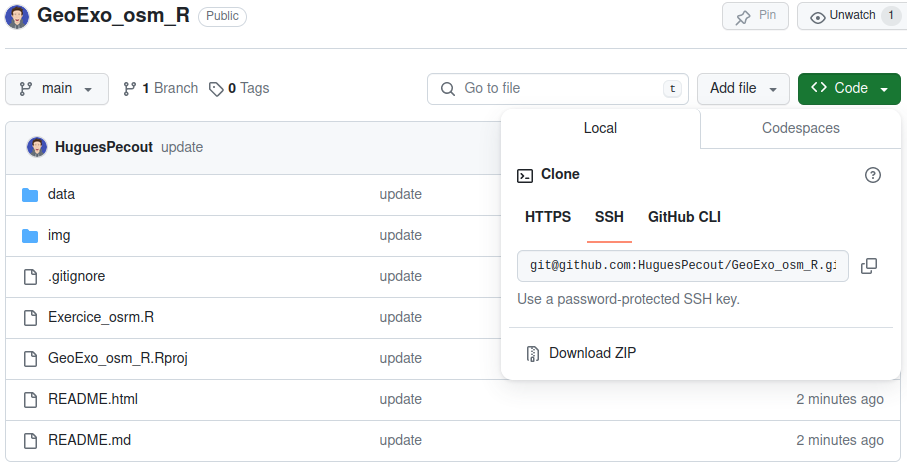 GeoExo_osm_R Public Pin Unwatch 1
main 1 Branch 0 Tags Go to file t Add file <> Code
Local Codespaces
HuguesPecout update
Clone
data update
HTTPS SSH GitHub CLI
img update
git@github.com:HuguesPecout/GeoExo_osm_R.gi
.gitignore update
Use a password-protected SSH key.
Exercice_osrm.R update
Download ZIP
GeoExo_osm_R.Rproj update
README.html update 2 minutes ago
README.md update 2 minutes ago